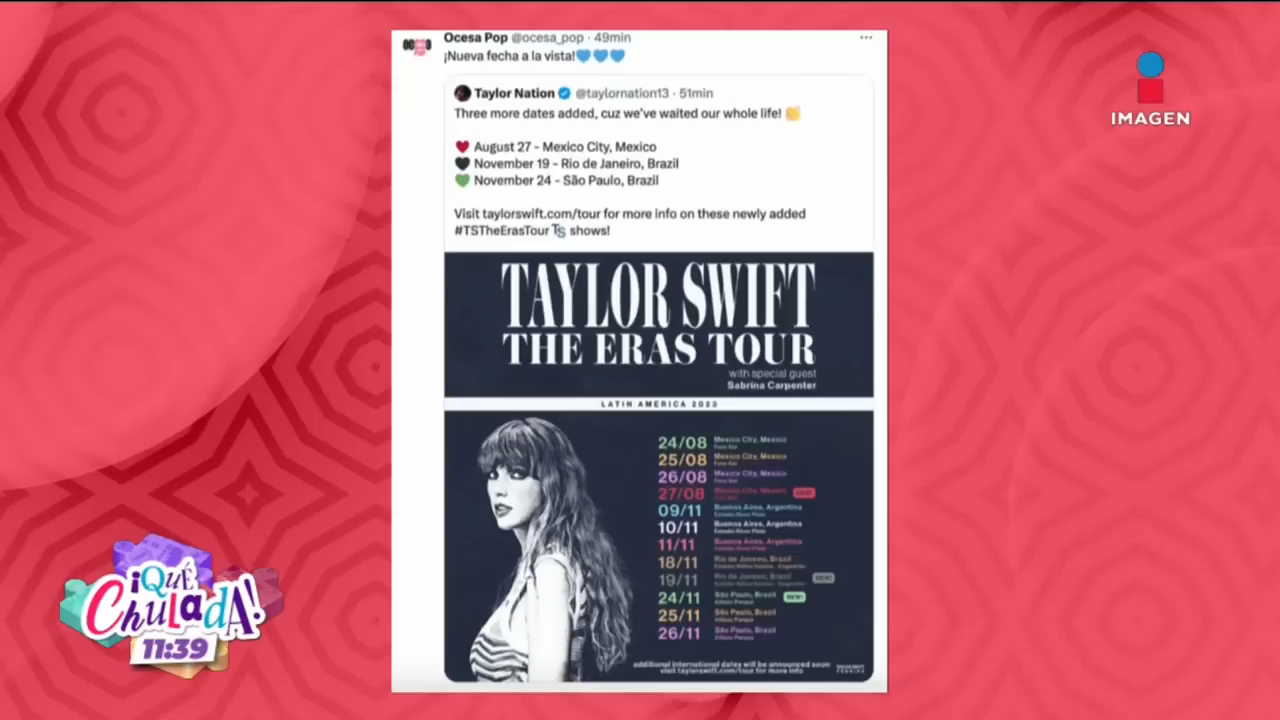 Ocesa Pop @ocesa_pop · 49min
¡Nueva fecha a la vista!💙💙💙
Taylor Nation @taylornation13 · 51min
Three more dates added, cuz we've waited our whole life! 👏
❤️ August 27 - Mexico City, Mexico
🖤 November 19 - Rio de Janeiro, Brazil
💚 November 24 - São Paulo, Brazil
Visit taylorswift.com/tour for more info on these newly added
#TSTheErasTour TS shows!
TAYLOR SWIFT
THE ERAS TOUR
with special guest
Sabrina Carpenter
LATIN AMERICA 2023
24/08 Mexico City, Mexico
25/08 Mexico City, Mexico
26/08 Mexico City, Mexico
27/08 Mexico City, Mexico NEW!
09/11 Buenos Aires, Argentina
10/11 Buenos Aires, Argentina
11/11 Buenos Aires, Argentina
18/11 Rio de Janeiro, Brazil
19/11 Rio de Janeiro, Brazil NEW!
24/11 São Paulo, Brazil NEW!
25/11 São Paulo, Brazil
26/11 São Paulo, Brazil
additional international dates will be announced soon
visit taylorswift.com/tour for more info
IMAGEN
¡QUÉ
CHULADA!
11:39